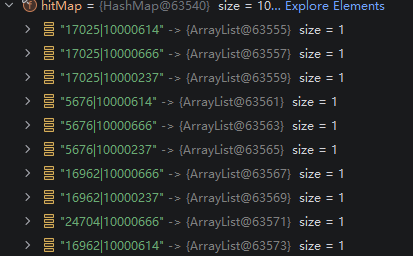 hitMap = {HashMap@63540} size = 10... Explore Elements
"17025|10000614" -> {ArrayList@63555} size = 1
"17025|10000666" -> {ArrayList@63557} size = 1
"17025|10000237" -> {ArrayList@63559} size = 1
"5676|10000614" -> {ArrayList@63561} size = 1
"5676|10000666" -> {ArrayList@63563} size = 1
"5676|10000237" -> {ArrayList@63565} size = 1
"16962|10000666" -> {ArrayList@63567} size = 1
"16962|10000237" -> {ArrayList@63569} size = 1
"24704|10000666" -> {ArrayList@63571} size = 1
"16962|10000614" -> {ArrayList@63573} size = 1